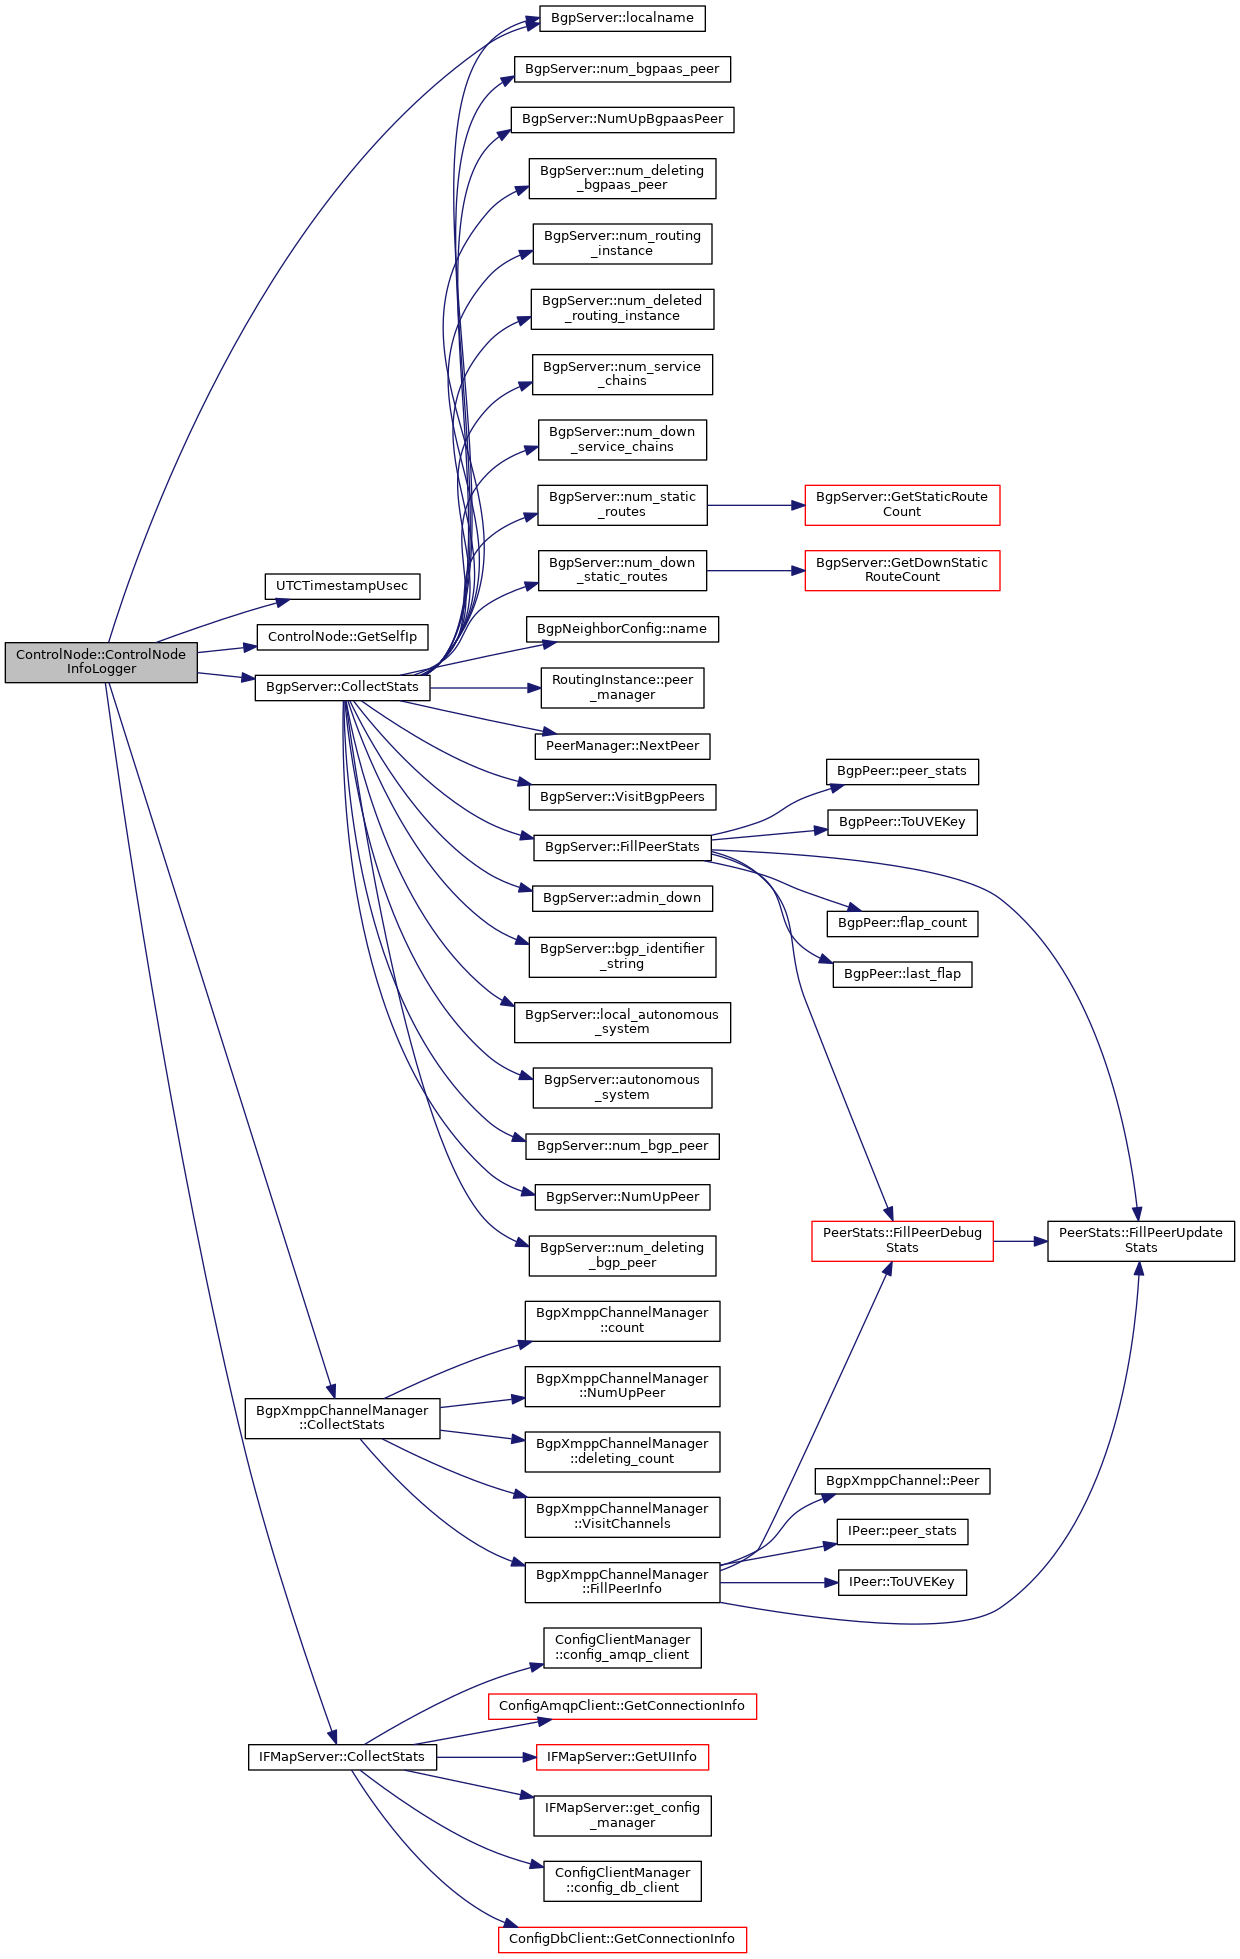 BgpServer::localname
BgpServer::num_bgpaas_peer
BgpServer::NumUpBgpaasPeer
BgpServer::num_deleting
_bgpaas_peer
BgpServer::num_routing
_instance
BgpServer::num_deleted
_routing_instance
BgpServer::num_service
_chains
BgpServer::num_down
_service_chains
BgpServer::num_static
_routes
BgpServer::GetStaticRoute
Count
BgpServer::num_down
_static_routes
BgpServer::GetDownStatic
RouteCount
UTCTimestampUsec
ControlNode::GetSelfIp
ControlNode::ControlNode
InfoLogger
BgpServer::CollectStats
BgpNeighborConfig::name
RoutingInstance::peer
_manager
PeerManager::NextPeer
BgpServer::VisitBgpPeers
BgpServer::FillPeerStats
BgpPeer::peer_stats
BgpPeer::ToUVEKey
BgpPeer::flap_count
BgpPeer::last_flap
BgpServer::admin_down
BgpServer::bgp_identifier
_string
BgpServer::local_autonomous
_system
BgpServer::autonomous
_system
BgpServer::num_bgp_peer
BgpServer::NumUpPeer
BgpServer::num_deleting
_bgp_peer
PeerStats::FillPeerDebug
Stats
PeerStats::FillPeerUpdate
Stats
BgpXmppChannelManager
::count
BgpXmppChannelManager
::NumUpPeer
BgpXmppChannelManager
::CollectStats
BgpXmppChannelManager
::deleting_count
BgpXmppChannelManager
::VisitChannels
BgpXmppChannelManager
::FillPeerInfo
BgpXmppChannel::Peer
IPeer::peer_stats
IPeer::ToUVEKey
ConfigClientManager
::config_amqp_client
ConfigAmqpClient::GetConnectionInfo
IFMapServer::CollectStats
IFMapServer::GetUIInfo
IFMapServer::get_config
_manager
ConfigClientManager
::config_db_client
ConfigDbClient::GetConnectionInfo